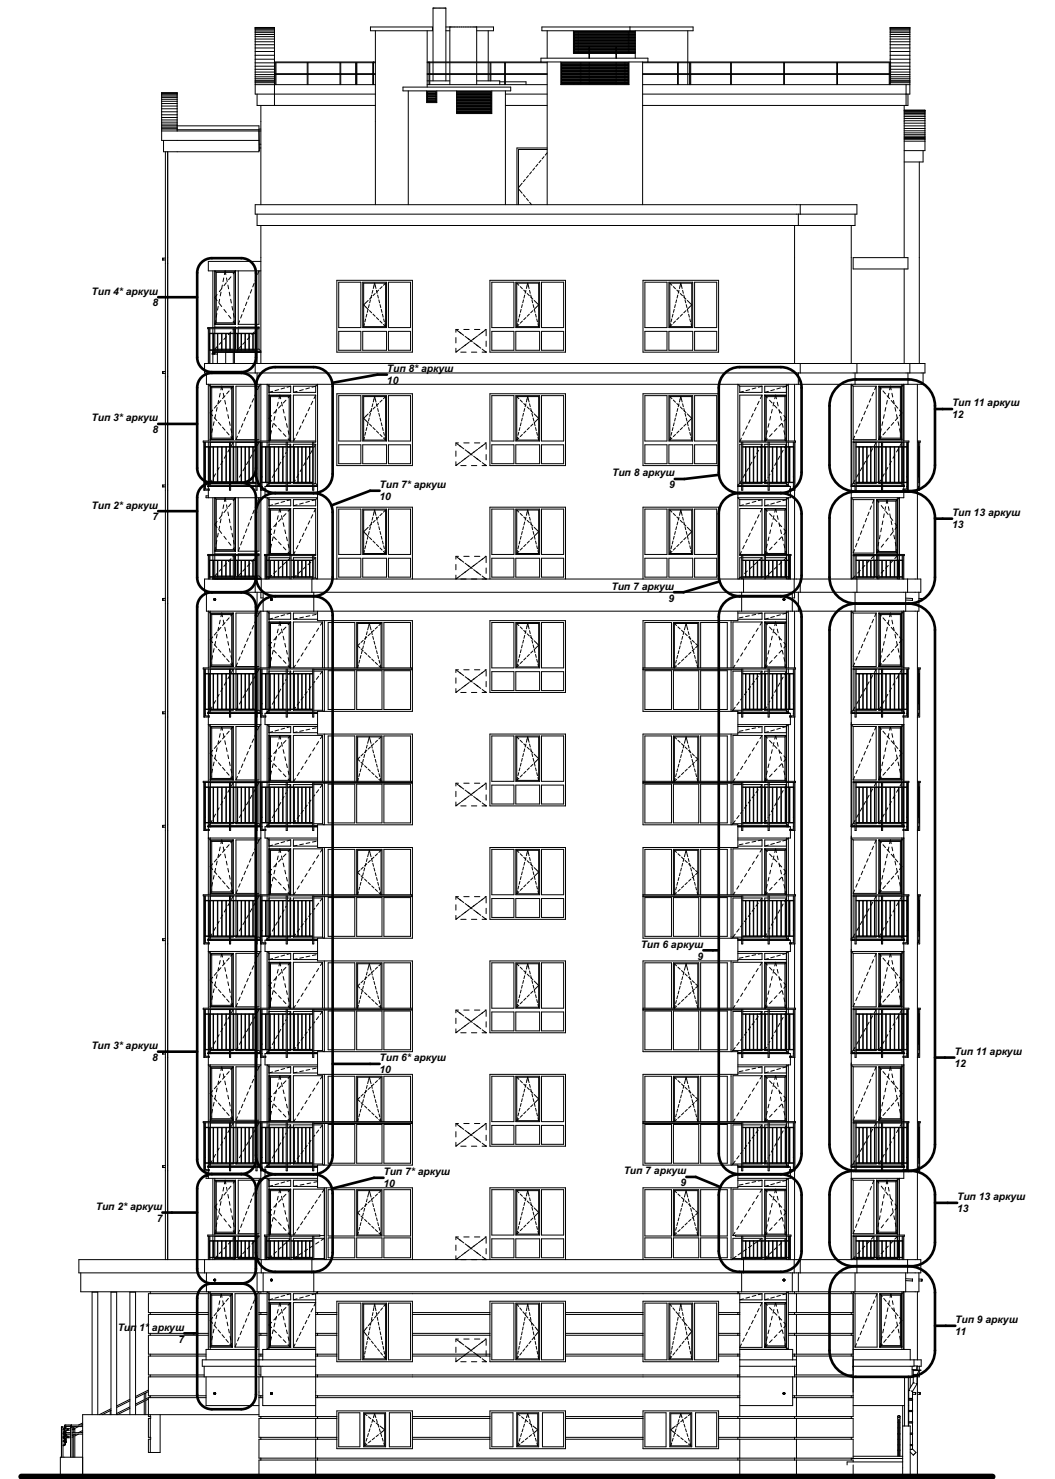 Тип 4* аркуш
8
Тип 8* аркуш
10
Тип 3* аркуш
8
Тип 11 аркуш
12
Тип 8 аркуш
9
Тип 7* аркуш
10
Тип 2* аркуш
7
Тип 13 аркуш
13
Тип 7 аркуш
9
Тип 6 аркуш
9
Тип 3* аркуш
8
Тип 6* аркуш
10
Тип 11 аркуш
12
Тип 7* аркуш
10
Тип 7 аркуш
9
Тип 2* аркуш
7
Тип 13 аркуш
13
Тип 1* аркуш
7
Тип 9 аркуш
11